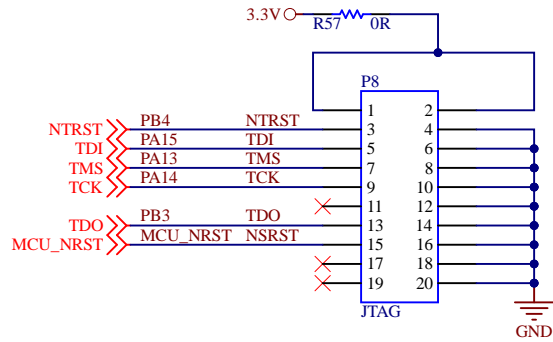 3.3V
R57 0R
P8
1 2
NTRST PB4 NTRST 3 4
TDI PA15 TDI 5 6
TMS PA13 TMS 7 8
TCK PA14 TCK 9 10
11 12
TDO PB3 TDO 13 14
MCU_NRST MCU_NRST NSRST 15 16
17 18
19 20
JTAG
GND